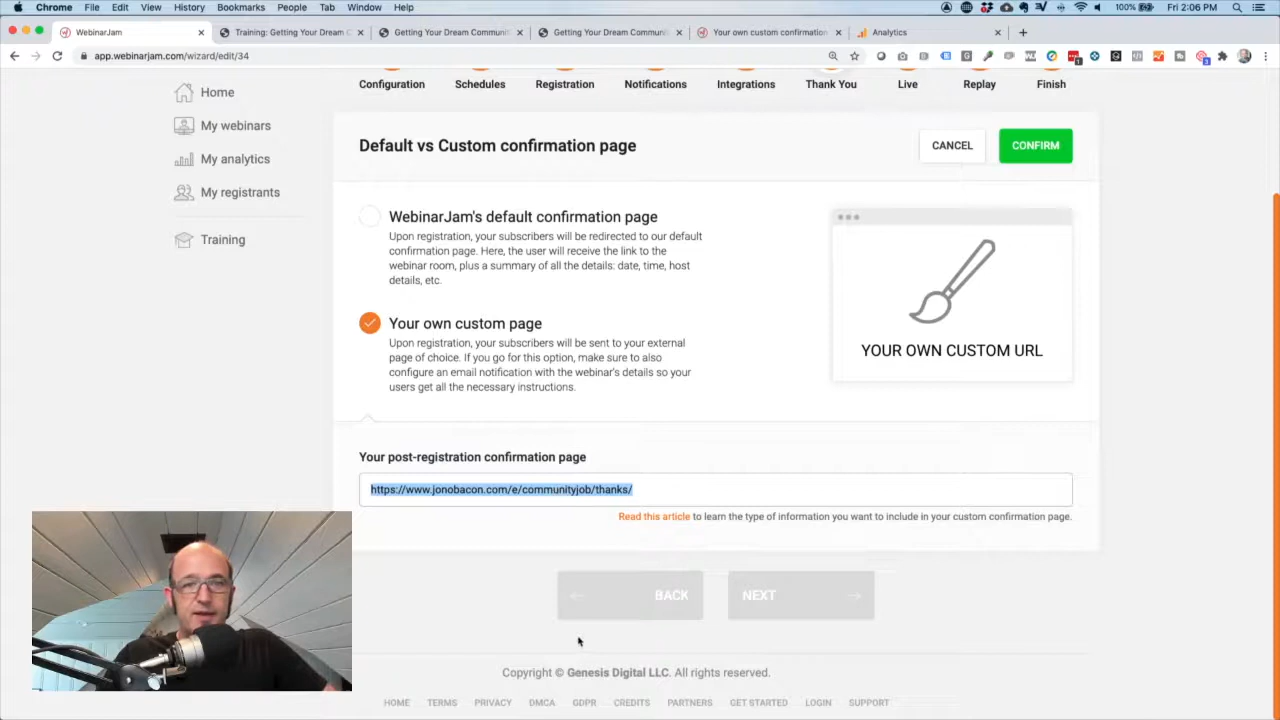 Chrome File Edit View History Bookmarks People Tab Window Help 100% Fri 2:06 PM
WebinarJam Training: Getting Your Dream C Getting Your Dream Communi Getting Your Dream Commun Your own custom confirmation Analytics
app.webinarjam.com/wizard/edit/34
Configuration Schedules Registration Notifications Integrations Thank You Live Replay Finish
Home
My webinars
My analytics
My registrants
Training
Default vs Custom confirmation page
CANCEL CONFIRM
WebinarJam's default confirmation page
Upon registration, your subscribers will be redirected to our default
confirmation page. Here, the user will receive the link to the
webinar room, plus a summary of all the details: date, time, host
details, etc.
Your own custom page
Upon registration, your subscribers will be sent to your external
page of choice. If you go for this option, make sure to also
configure an email notification with the webinar's details so your
users get all the necessary instructions.
YOUR OWN CUSTOM URL
Your post-registration confirmation page
https://www.jonobacon.com/e/communityjob/thanks/
Read this article to learn the type of information you want to include in your custom confirmation page.
BACK NEXT
Copyright © Genesis Digital LLC. All rights reserved.
HOME TERMS PRIVACY DMCA GDPR CREDITS PARTNERS GET STARTED LOGIN SUPPORT